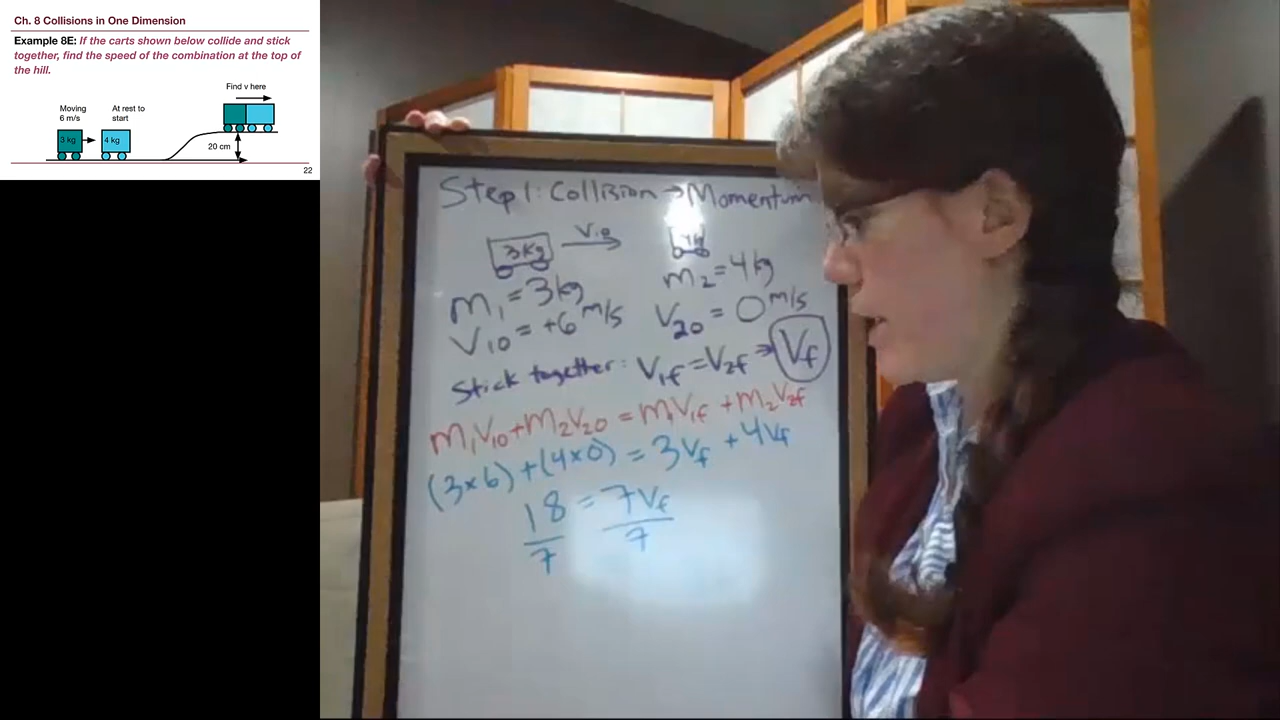 Ch. 8 Collisions in One Dimension
Example 8E: If the carts shown below collide and stick
together, find the speed of the combination at the top of
the hill.
Find v here
Moving
6 m/s
At rest to
start
3 kg
4 kg
20 cm
22
Step 1: Collision → Momentum
3kg
V₁₀
4kg
m₁ = 3kg
m₂ = 4kg
V₁₀ = +6 m/s
V₂₀ = 0 m/s
Stick together: V₁f = V₂f → Vf
m₁V₁₀ + m₂V₂₀ = m₁V₁f + m₂V₂f
(3×6) + (4×0) = 3Vf + 4Vf
18 = 7Vf
7 7